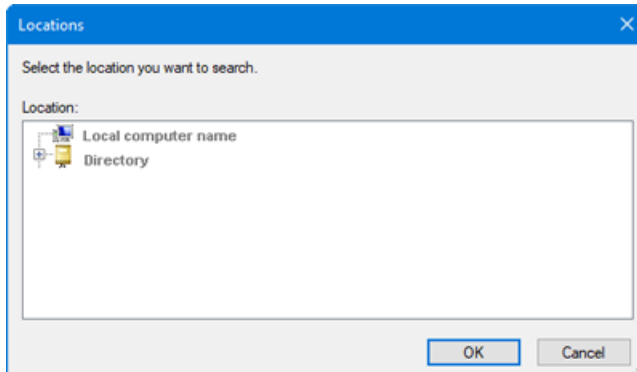 Locations
Select the location you want to search.
Location:
Local computer name
Directory
OK Cancel